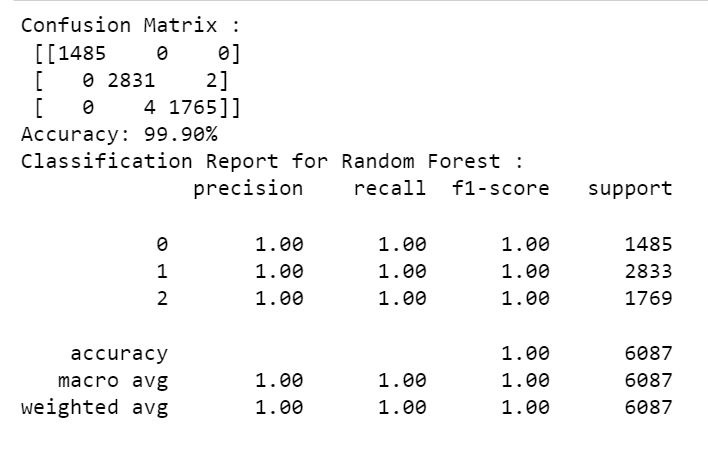 Confusion Matrix :
[[1485    0    0]
[   0 2831    2]
[   0    4 1765]]
Accuracy: 99.90%
Classification Report for Random Forest :
precision    recall  f1-score   support
0       1.00      1.00      1.00      1485
1       1.00      1.00      1.00      2833
2       1.00      1.00      1.00      1769
accuracy                           1.00      6087
macro avg       1.00      1.00      1.00      6087
weighted avg       1.00      1.00      1.00      6087